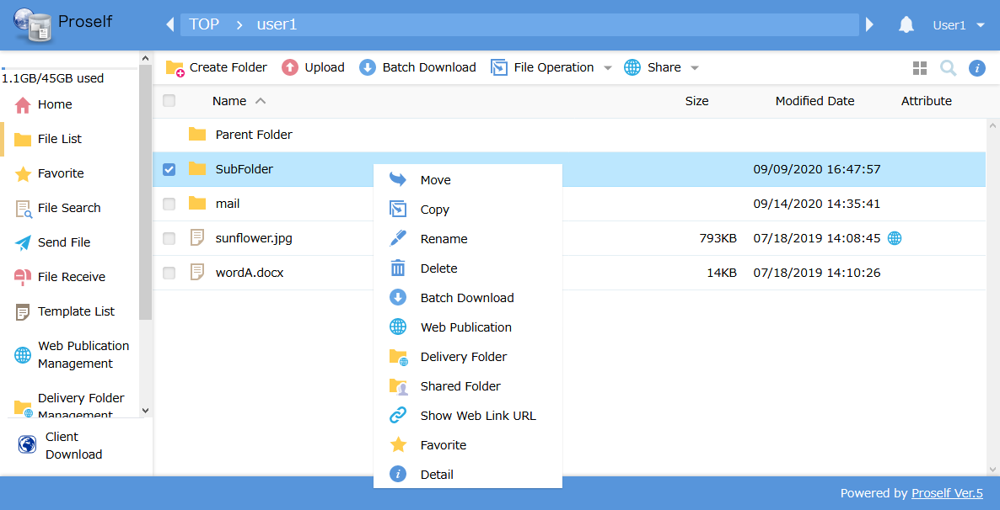 Proself
TOP > user1
User1
1.1GB/45GB used
Home
File List
Favorite
File Search
Send File
File Receive
Template List
Web Publication
Management
Delivery Folder
Management
Client
Download
Create Folder
Upload
Batch Download
File Operation
Share
Name Size Modified Date Attribute
Parent Folder
SubFolder 09/09/2020 16:47:57
mail 09/14/2020 14:35:41
sunflower.jpg 793KB 07/18/2019 14:08:45
wordA.docx 14KB 07/18/2019 14:10:26
Move
Copy
Rename
Delete
Batch Download
Web Publication
Delivery Folder
Shared Folder
Show Web Link URL
Favorite
Detail
Powered by Proself Ver.5